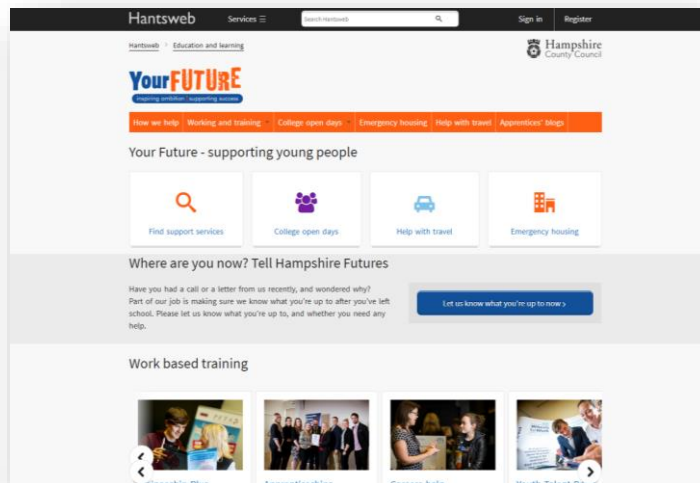 Hantsweb Services Search Hantsweb Sign in Register
Hantsweb Education and learning
Hampshire
County Council
YourFUTURE
inspiring ambition : supporting success
How we help Working and training College open days Emergency housing Help with travel Apprentices' blogs
Your Future - supporting young people
Find support services College open days Help with travel Emergency housing
Where are you now? Tell Hampshire Futures
Have you had a call or a letter from us recently, and wondered why?
Part of our job is making sure we know what you're up to after you've left
school. Please let us know what you're up to, and whether you need any
help.
Let us know what you're up to now >
Work based training